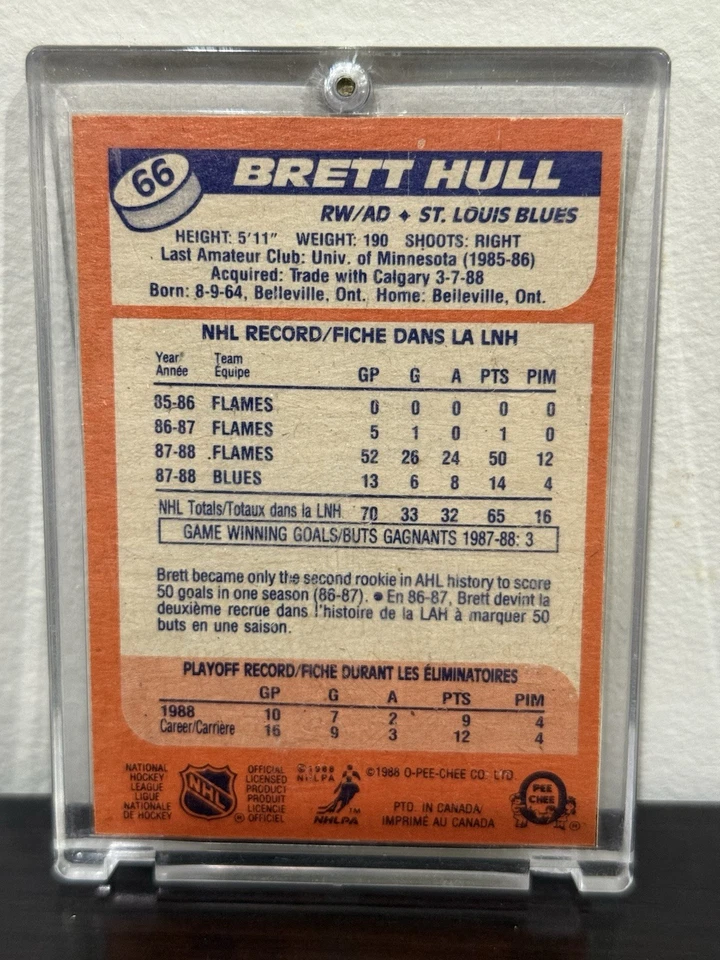 66
BRETT HULL
RW/AD ♦ ST. LOUIS BLUES
HEIGHT: 5'11" WEIGHT: 190 SHOOTS: RIGHT
Last Amateur Club: Univ. of Minnesota (1985-86)
Acquired: Trade with Calgary 3-7-88
Born: 8-9-64, Belleville, Ont. Home: Belleville, Ont.
NHL RECORD/FICHE DANS LA LNH
Year Team
Année Équipe GP G A PTS PIM
85-86 FLAMES 0 0 0 0 0
86-87 FLAMES 5 1 0 1 0
87-88 FLAMES 52 26 24 50 12
87-88 BLUES 13 6 8 14 4
NHL Totals/Totaux dans la LNH 70 33 32 65 16
GAME WINNING GOALS/BUTS GAGNANTS 1987-88: 3
Brett became only the second rookie in AHL history to score
50 goals in one season (86-87). ● En 86-87, Brett devint la
deuxième recrue dans l'histoire de la LAH à marquer 50
buts en une saison.
PLAYOFF RECORD/FICHE DURANT LES ÉLIMINATOIRES
GP G A PTS PIM
1988 10 7 2 9 4
Career/Carrière 16 9 3 12 4
NATIONAL
HOCKEY
LEAGUE
LIGUE
NATIONALE
DE HOCKEY
NHL
®
OFFICIAL
LICENSED
PRODUCT
PRODUIT
LICENCIE
OFFICIEL
©1988
NHLPA
TM
NHLPA
©1988 O-PEE-CHEE CO. LTD.
PTD. IN CANADA/
IMPRIMÉ AU CANADA
PEE
CHEE